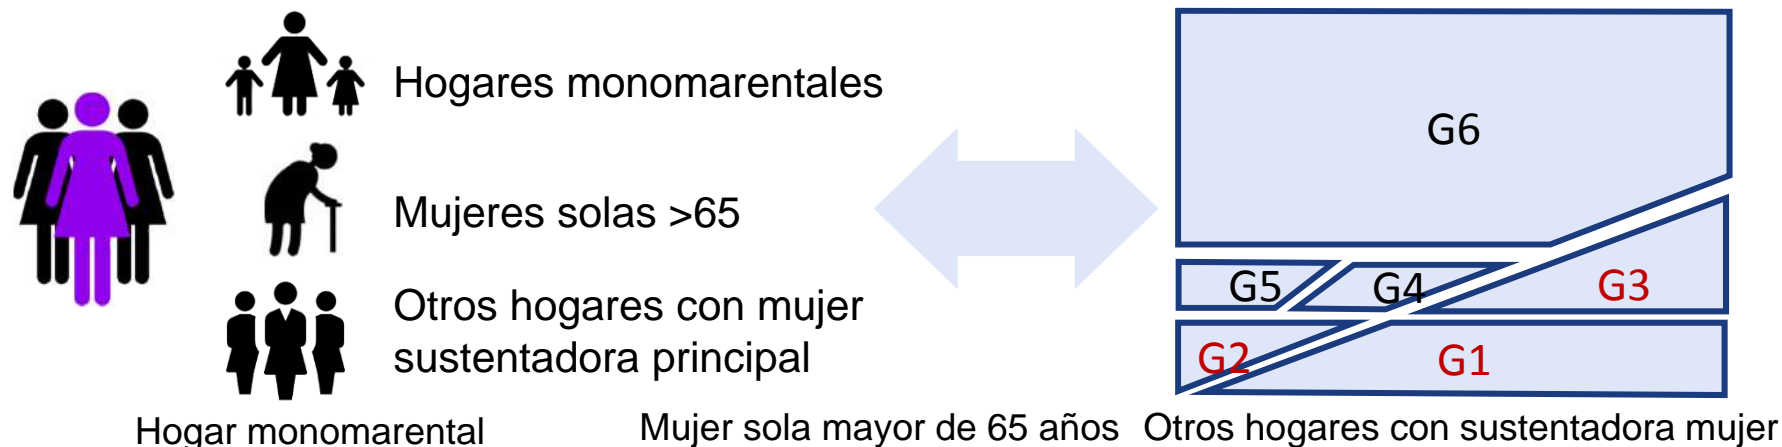 Hogares monomarentales
Mujeres solas >65
Otros hogares con mujer
sustentadora principal
G6
G5
G4
G3
G2
G1
Hogar monomarental
Mujer sola mayor de 65 años
Otros hogares con sustentadora mujer